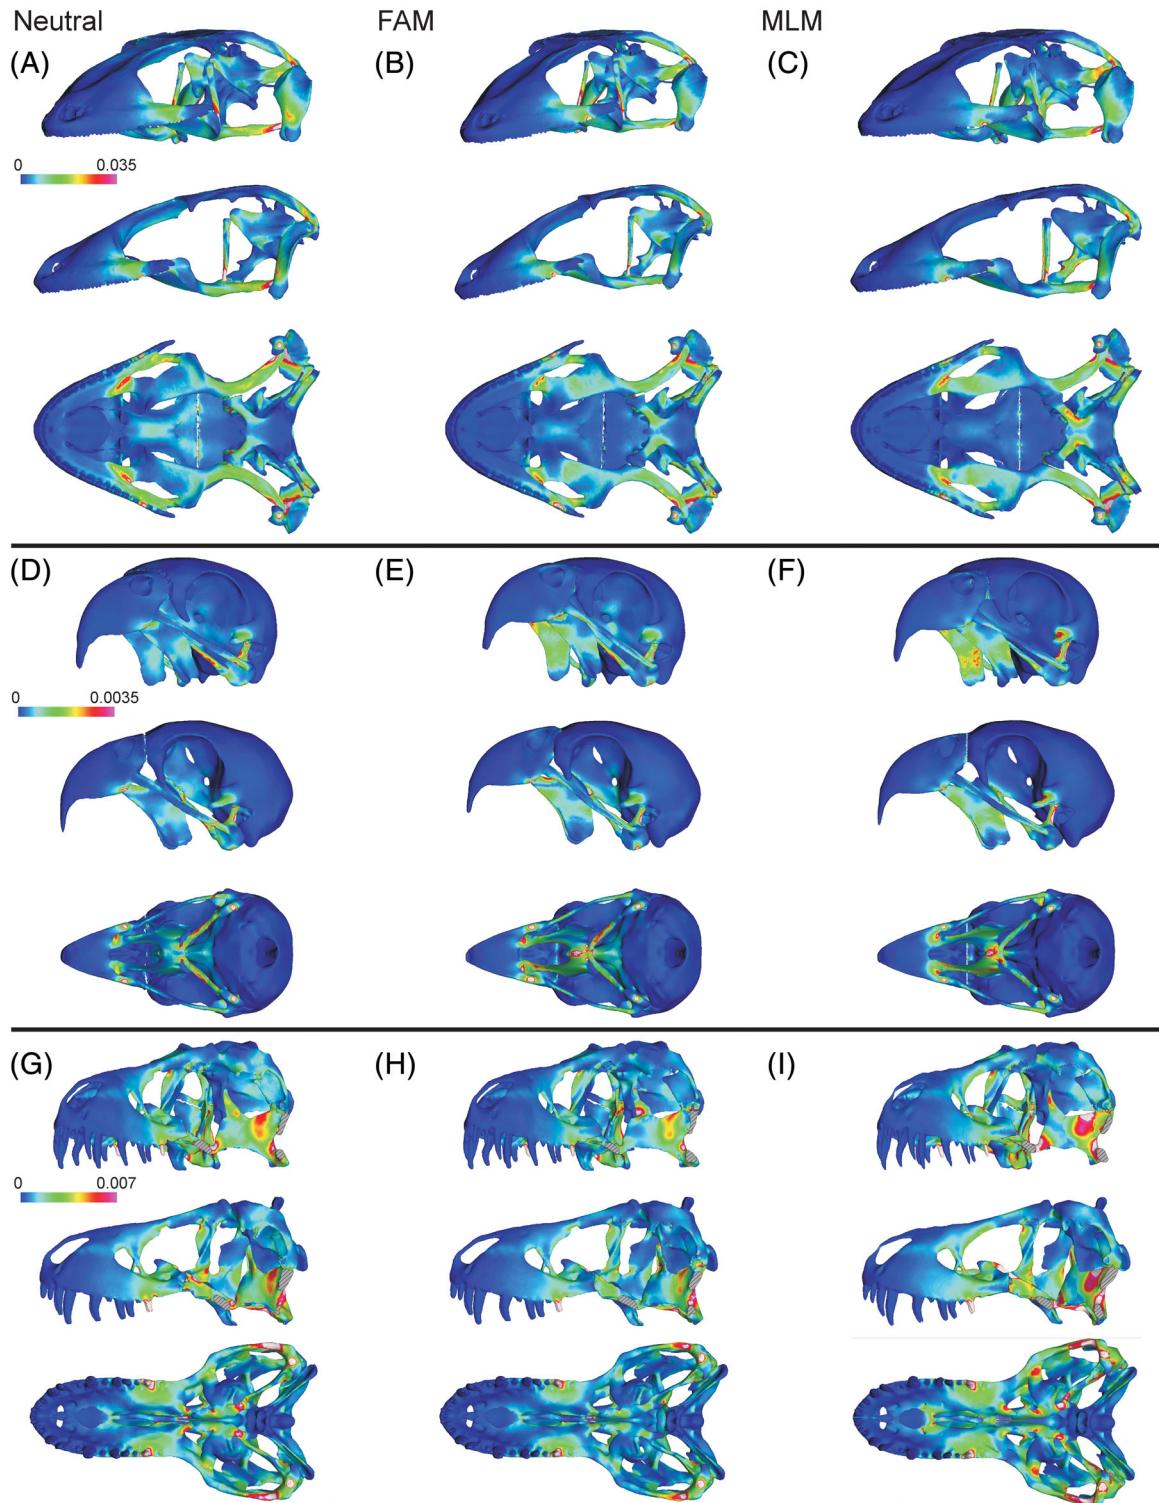 Neutral FAM MLM
(A) (B) (C)
0 0.035
(D) (E) (F)
0 0.0035
(G) (H) (I)
0 0.007